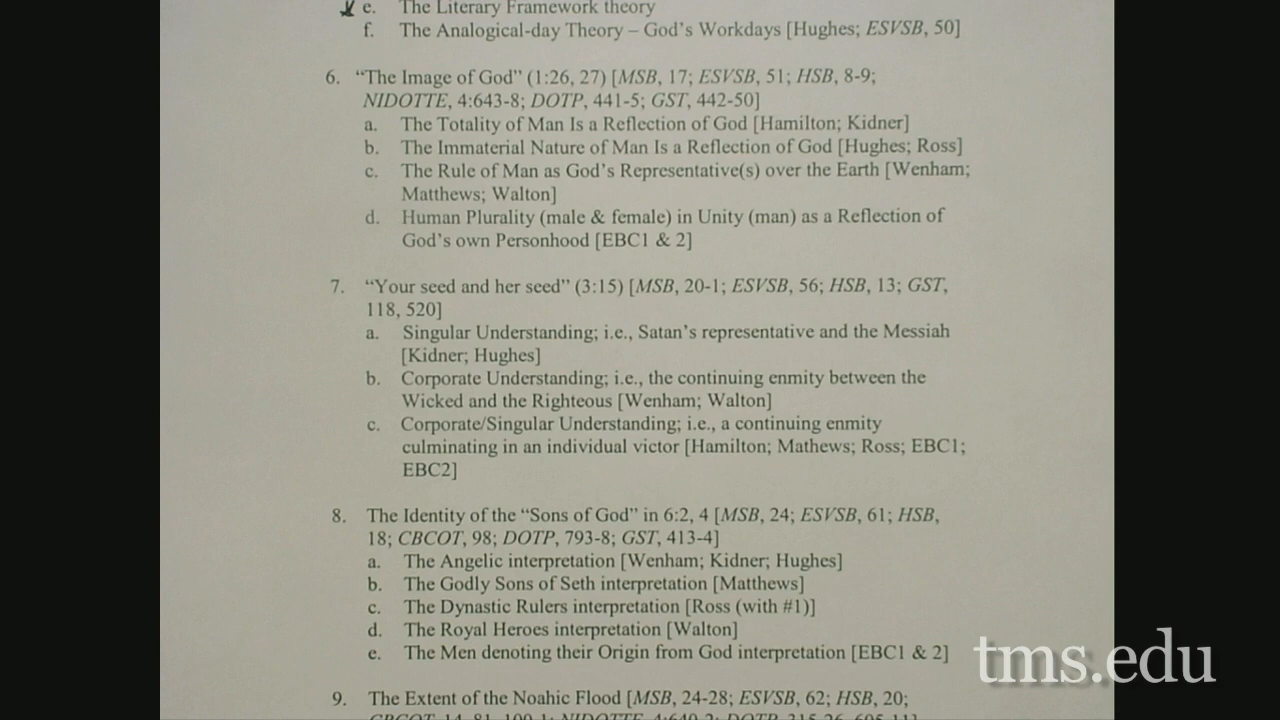 e. The Literary Framework theory
f. The Analogical-day Theory – God's Workdays [Hughes; ESVSB, 50]
6. “The Image of God” (1:26, 27) [MSB, 17; ESVSB, 51; HSB, 8-9;
NIDOTTE, 4:643-8; DOTP, 441-5; GST, 442-50]
a. The Totality of Man Is a Reflection of God [Hamilton; Kidner]
b. The Immaterial Nature of Man Is a Reflection of God [Hughes; Ross]
c. The Rule of Man as God's Representative(s) over the Earth [Wenham;
Matthews; Walton]
d. Human Plurality (male & female) in Unity (man) as a Reflection of
God's own Personhood [EBC1 & 2]
7. “Your seed and her seed” (3:15) [MSB, 20-1; ESVSB, 56; HSB, 13; GST,
118, 520]
a. Singular Understanding; i.e., Satan's representative and the Messiah
[Kidner; Hughes]
b. Corporate Understanding; i.e., the continuing enmity between the
Wicked and the Righteous [Wenham; Walton]
c. Corporate/Singular Understanding; i.e., a continuing enmity
culminating in an individual victor [Hamilton; Mathews; Ross; EBC1;
EBC2]
8. The Identity of the “Sons of God” in 6:2, 4 [MSB, 24; ESVSB, 61; HSB,
18; CBCOT, 98; DOTP, 793-8; GST, 413-4]
a. The Angelic interpretation [Wenham; Kidner; Hughes]
b. The Godly Sons of Seth interpretation [Matthews]
c. The Dynastic Rulers interpretation [Ross (with #1)]
d. The Royal Heroes interpretation [Walton]
e. The Men denoting their Origin from God interpretation [EBC1 & 2]
tms.edu
9. The Extent of the Noahic Flood [MSB, 24-28; ESVSB, 62; HSB, 20;